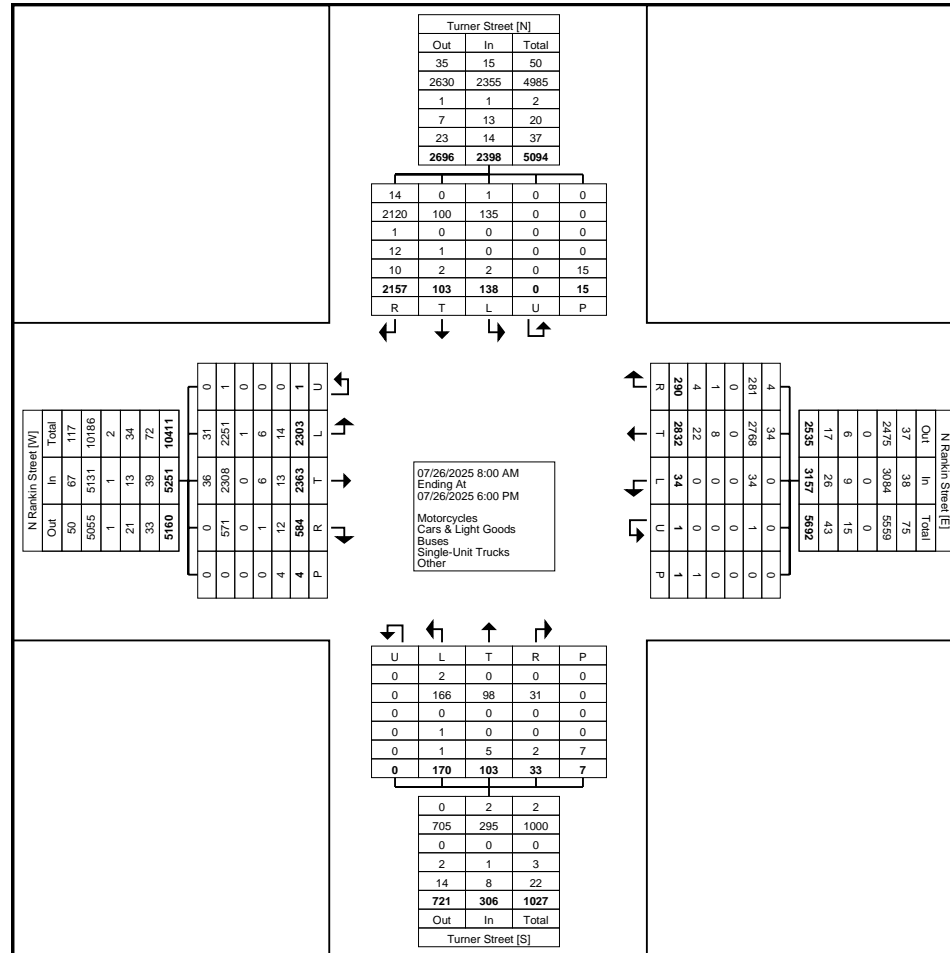 Turner Street [N]
Out In Total
35 15 50
2630 2355 4985
1 1 2
7 13 20
23 14 37
2696 2398 5094
14 0 1 0 0
2120 100 135 0 0
1 0 0 0 0
12 1 0 0 0
10 2 2 0 15
2157 103 138 0 15
R T L U P
N Rankin Street [W]
Total 117 10186 2 34 72 10411
In 67 5131 1 13 39 5251
Out 50 5055 1 21 33 5160
0 1 0 0 0 1 U
31 2251 1 6 14 2303 L
36 2308 0 6 13 2363 T
0 571 0 1 12 584 R
0 0 0 0 4 4 P
07/26/2025 8:00 AM
Ending At
07/26/2025 6:00 PM
Motorcycles
Cars & Light Goods
Buses
Single-Unit Trucks
Other
R 290 4 1 0 281 4
T 2832 22 8 0 2768 34
L 34 0 0 0 34 0
U 1 0 0 0 1 0
P 1 1 0 0 0 0
2535 17 6 0 2475 37 Out
3157 26 9 0 3084 38 In
5692 43 15 0 5559 75 Total
N Rankin Street [E]
U L T R P
0 2 0 0 0
0 166 98 31 0
0 0 0 0 0
0 1 0 0 0
0 1 5 2 7
0 170 103 33 7
0 2 2
705 295 1000
0 0 0
2 1 3
14 8 22
721 306 1027
Out In Total
Turner Street [S]